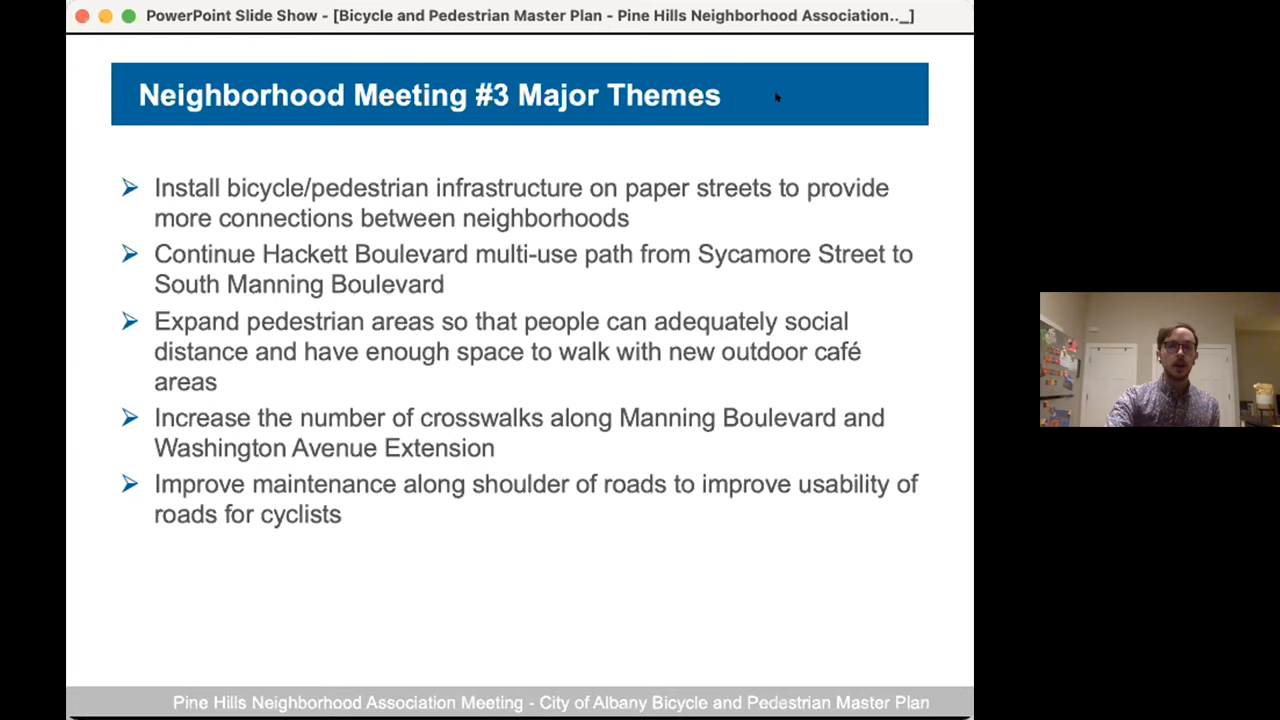 PowerPoint Slide Show - [Bicycle and Pedestrian Master Plan - Pine Hills Neighborhood Association.._]
Neighborhood Meeting #3 Major Themes
Install bicycle/pedestrian infrastructure on paper streets to provide
more connections between neighborhoods
Continue Hackett Boulevard multi-use path from Sycamore Street to
South Manning Boulevard
Expand pedestrian areas so that people can adequately social
distance and have enough space to walk with new outdoor café
areas
Increase the number of crosswalks along Manning Boulevard and
Washington Avenue Extension
Improve maintenance along shoulder of roads to improve usability of
roads for cyclists
Pine Hills Neighborhood Association Meeting - City of Albany Bicycle and Pedestrian Master Plan